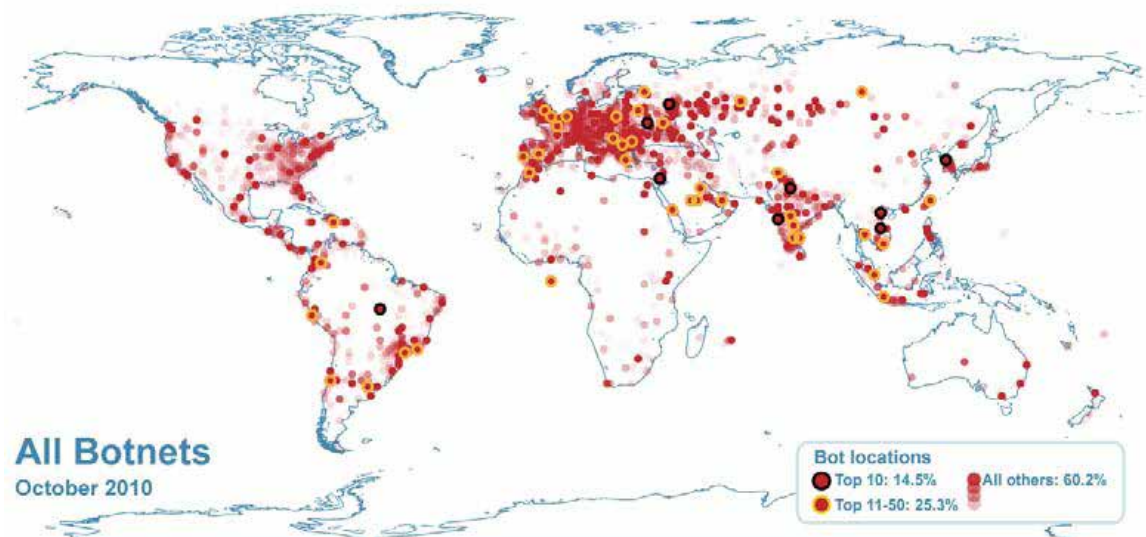 All Botnets
October 2010
Bot locations
Top 10: 14.5%
All others: 60.2%
Top 11-50: 25.3%